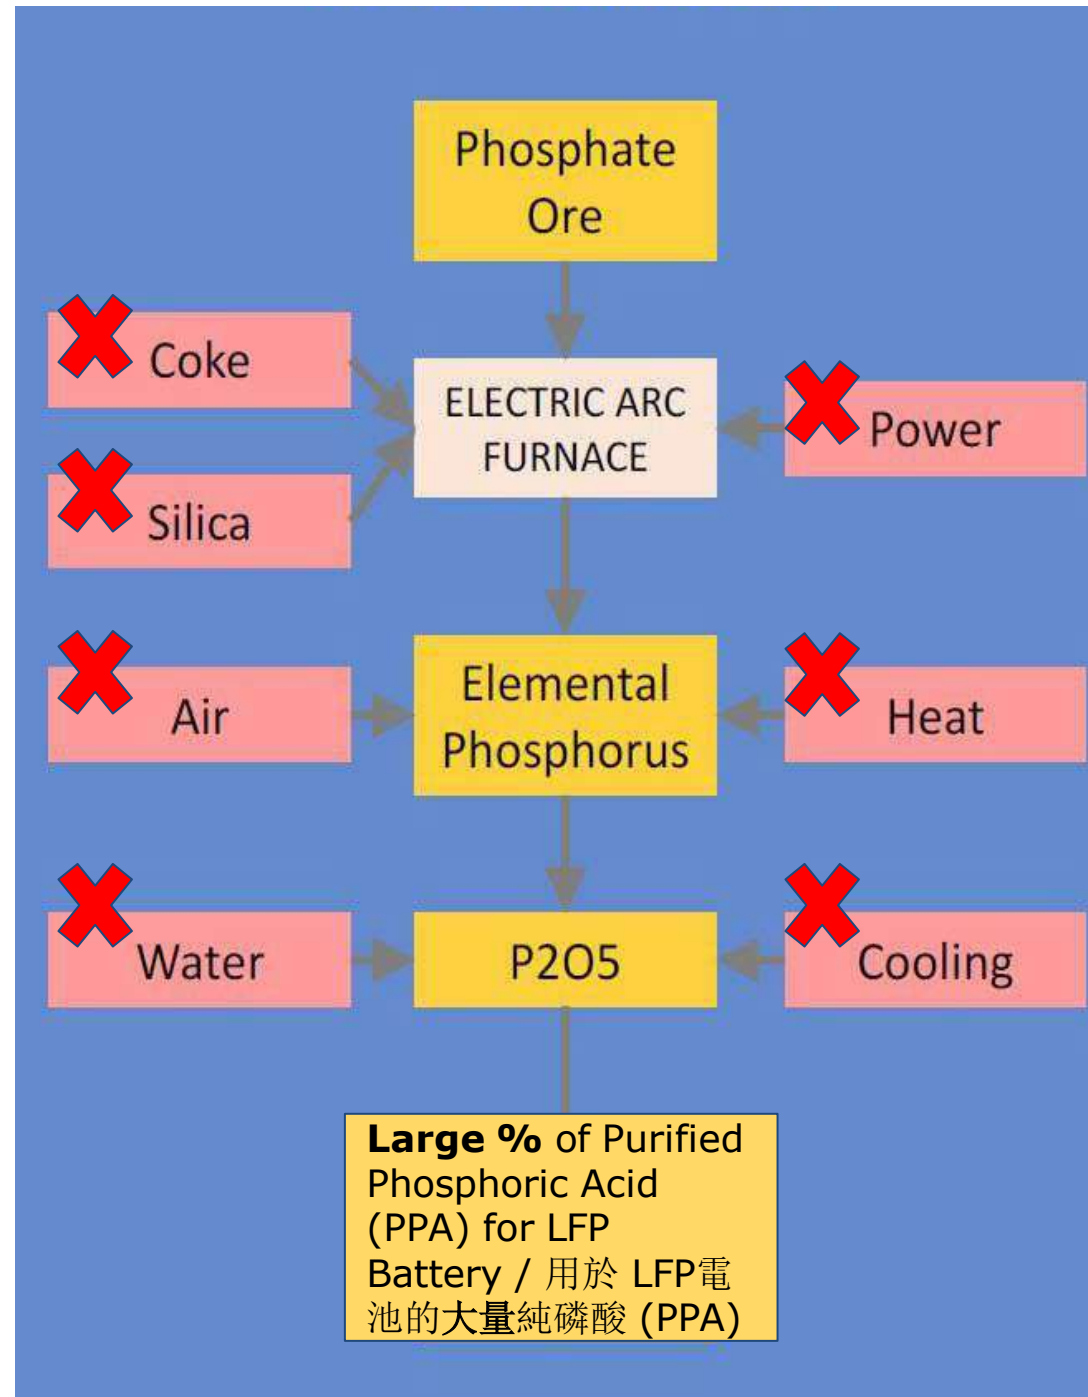 Phosphate
Ore
Coke
ELECTRIC ARC
FURNACE
Power
Silica
Elemental
Phosphorus
Air
Heat
Water
P2O5
Cooling
Large % of Purified
Phosphoric Acid
(PPA) for LFP
Battery / 用於 LFP電
池的大量純磷酸 (PPA)